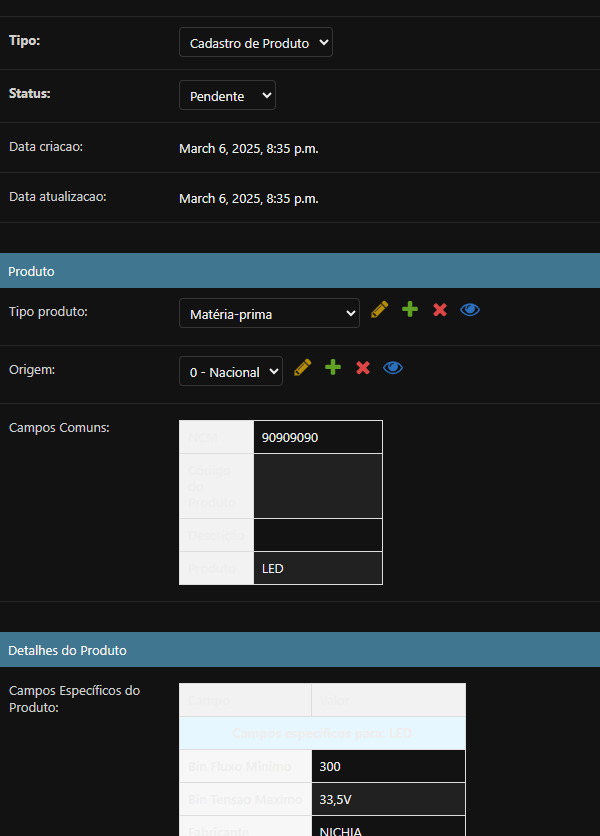 Tipo:
Cadastro de Produto
Status:
Pendente
Data criacao:
March 6, 2025, 8:35 p.m.
Data atualizacao:
March 6, 2025, 8:35 p.m.
Produto
Tipo produto:
Matéria-prima
Origem:
0 - Nacional
Campos Comuns:
NCM
90909090
Código
do
Produto
Descrição
LED
Detalhes do Produto
Campos Específicos do
Produto:
Campo
Valor
Campos específicos para: LED
Bin Fluxo Minimo
300
Bin Tensao Maximo
33,5V
Fabricante
NICHIA